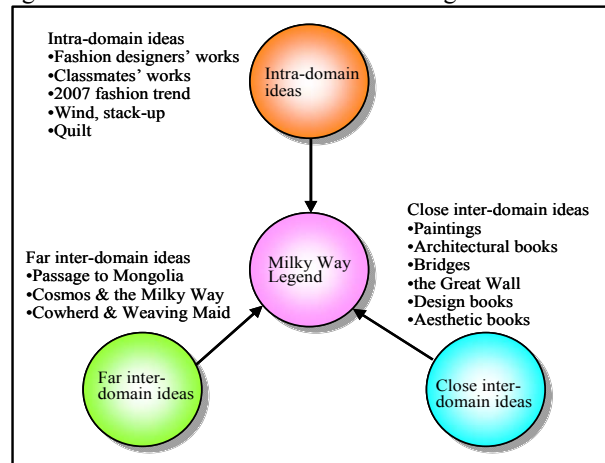 Intra-domain ideas
•Fashion designers’ works
•Classmates’ works
•2007 fashion trend
•Wind, stack-up
•Quilt
Intra-domain
ideas
Close inter-domain ideas
•Paintings
•Architectural books
•Bridges
•the Great Wall
•Design books
•Aesthetic books
Milky Way
Legend
Far inter-domain ideas
•Passage to Mongolia
•Cosmos & the Milky Way
•Cowherd & Weaving Maid
Far inter-
domain ideas
Close inter-
domain ideas